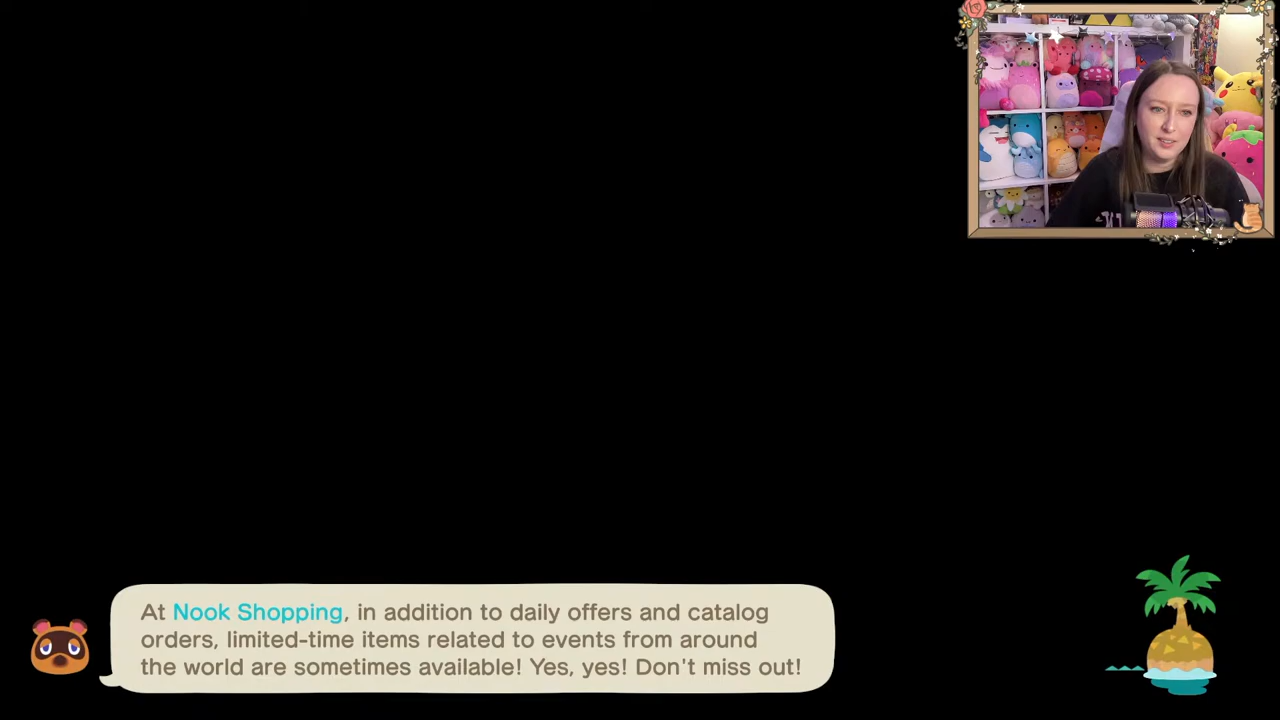 At Nook Shopping, in addition to daily offers and catalog
orders, limited-time items related to events from around
the world are sometimes available! Yes, yes! Don't miss out!